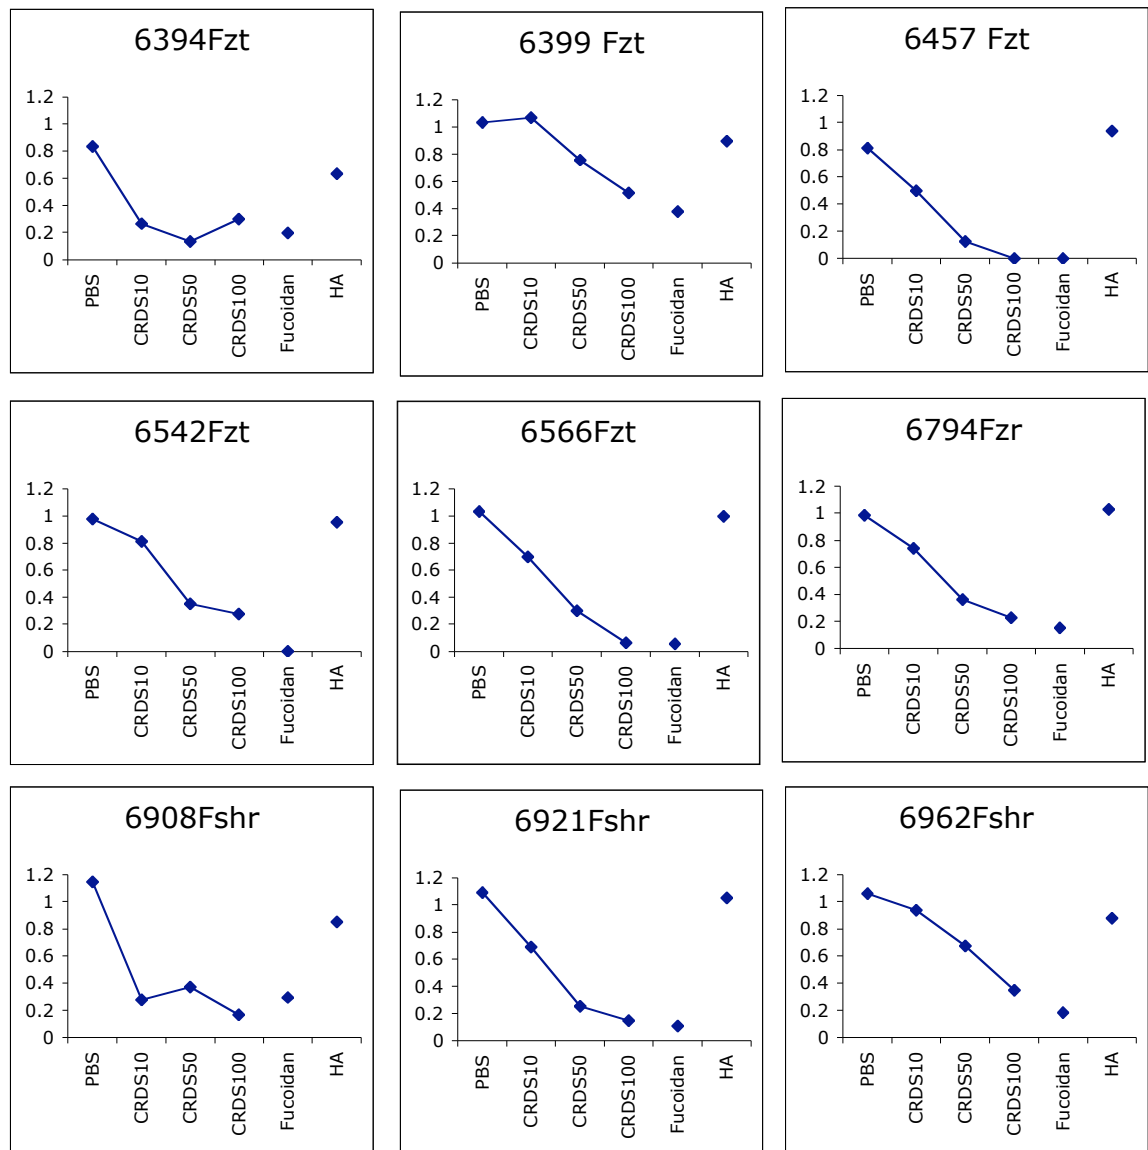 6394Fzt
1.2
1
0.8
0.6
0.4
0.2
0
PBS
CRDS10
CRDS50
CRDS100
Fucoidan
HA
6399 Fzt
1.2
1
0.8
0.6
0.4
0.2
0
PBS
CRDS10
CRDS50
CRDS100
Fucoidan
HA
6457 Fzt
1.2
1
0.8
0.6
0.4
0.2
0
PBS
CRDS10
CRDS50
CRDS100
Fucoidan
HA
6542Fzt
1.2
1
0.8
0.6
0.4
0.2
0
PBS
CRDS10
CRDS50
CRDS100
Fucoidan
HA
6566Fzt
1.2
1
0.8
0.6
0.4
0.2
0
PBS
CRDS10
CRDS50
CRDS100
Fucoidan
HA
6794Fzr
1.2
1
0.8
0.6
0.4
0.2
0
PBS
CRDS10
CRDS50
CRDS100
Fucoidan
HA
6908Fshr
1.2
1
0.8
0.6
0.4
0.2
0
PBS
CRDS10
CRDS50
CRDS100
Fucoidan
HA
6921Fshr
1.2
1
0.8
0.6
0.4
0.2
0
PBS
CRDS10
CRDS50
CRDS100
Fucoidan
HA
6962Fshr
1.2
1
0.8
0.6
0.4
0.2
0
PBS
CRDS10
CRDS50
CRDS100
Fucoidan
HA